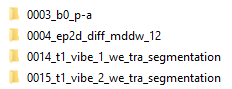 0003_b0_p-a
0004_ep2d_diff_mddw_12
0014_t1_vibe_1_we_tra_segmentation
0015_t1_vibe_2_we_tra_segmentation